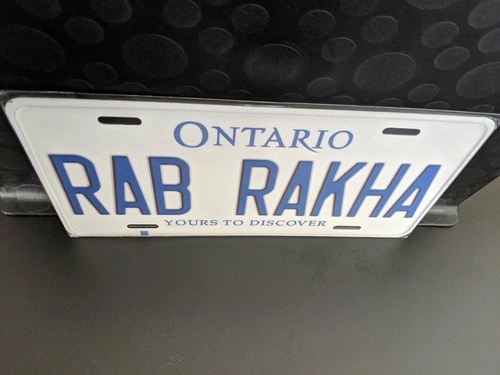 ONTARIO
RAB RAKHA
YOURS TO DISCOVER